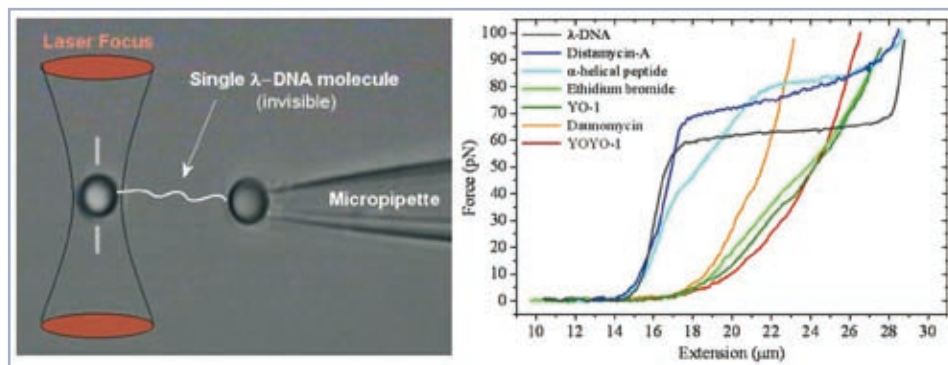 Laser Focus
Single λ–DNA molecule
(invisible)
Micropipette
100
90
80
70
60
50
40
30
20
10
0
Force (pN)
λ-DNA
Distamycin-A
α-helical peptide
Ethidium bromide
YO-1
Daunomycin
YOYO-1
10 12 14 16 18 20 22 24 26 28 30
Extension (μm)